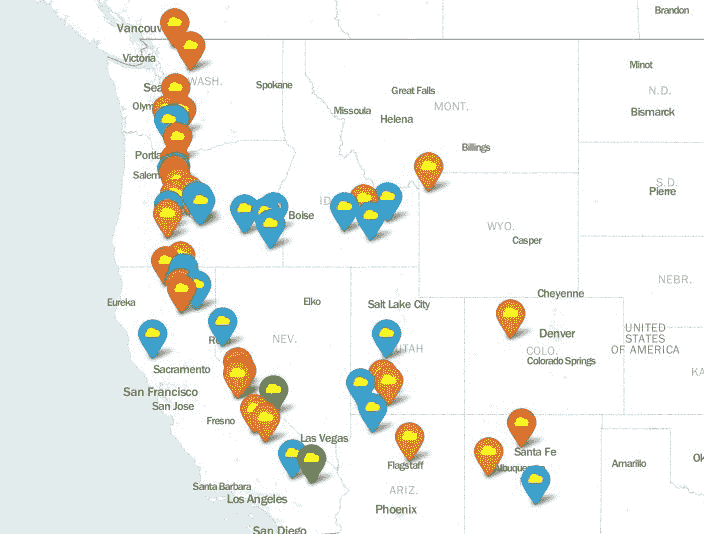 Brandon
Vancouv
Victoria
Minot
Sea
WASH.
Spokane
Great Falls
N.D.
Olym
Missoula
MONT.
Helena
Bismarck
Portla
Billings
Salem
S.D.
Pierre
ID
Boise
WYO.
Casper
NEBR.
Eureka
Elko
Salt Lake City
Cheyenne
Denver
UNITED
STATES
OF AMERICA
R
NEV.
UTAH
COLO.
Colorado Springs
KA
Sacramento
San Francisco
San Jose
Fresno
Las Vegas
Santa Fe
Flagstaff
Albuquerqu
Amarillo
Ok
Santa Barbara
Los Angeles
ARIZ.
Phoenix
San Diego